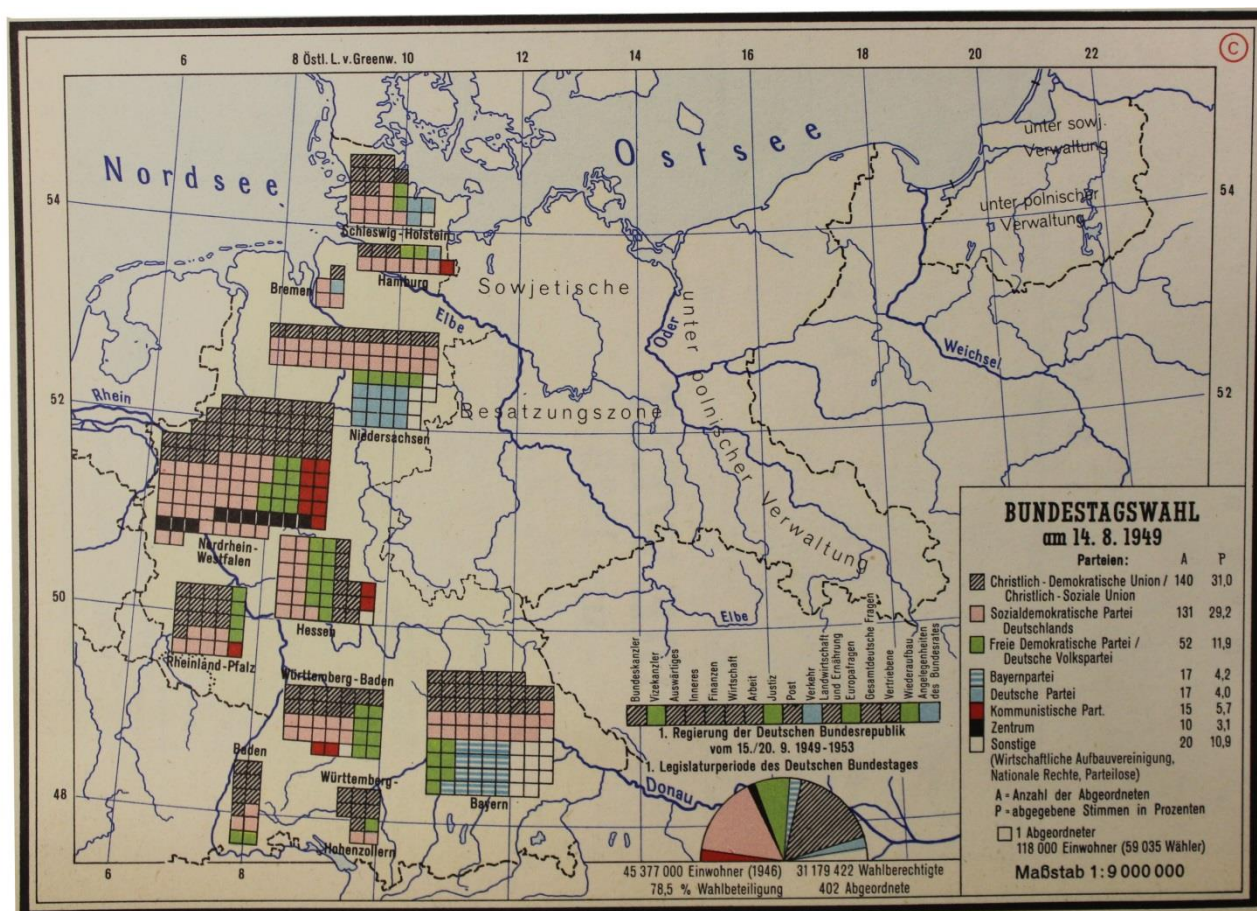 6
8 Östl. L. v. Greenw. 10
12
14
16
18
20
22
C
Nordsee
Ostsee
unter sowj.
Verwaltung
unter polnischer
Verwaltung
54
54
Schleswig-Holstein
Hamburg
Bremen
Elbe
Sowjetische
Besatzungszone
Oder
unter polnischer Verwaltung
Weichsel
52
52
Rhein
Niedersachsen
Nordrhein-
Westfalen
50
Hessen
Elbe
Rheinland-Pfalz
Württemberg-Baden
Baden
Württemberg-
Hohenzollern
Bayern
Donau
48
6
8
14
16
18
20
Bundeskanzler
Vizekanzler
Auswärtiges
Inneres
Finanzen
Wirtschaft
Arbeit
Justiz
Post
Verkehr
Landwirtschaft
und Ernährung
Europafragen
Gesamtdeutsche Fragen
Vertriebene
Wiederaufbau
Angelegenheiten
des Bundesrates
1. Regierung der Deutschen Bundesrepublik
vom 15./20. 9. 1949-1953
1. Legislaturperiode des Deutschen Bundestages
45 377 000 Einwohner (1946) 31 179 422 Wahlberechtigte
78,5 % Wahlbeteiligung 402 Abgeordnete
BUNDESTAGSWAHL
am 14. 8. 1949
Parteien: A P
Christlich-Demokratische Union / 140 31,0
Christlich-Soziale Union
Sozialdemokratische Partei 131 29,2
Deutschlands
Freie Demokratische Partei / 52 11,9
Deutsche Volkspartei
Bayernpartei 17 4,2
Deutsche Partei 17 4,0
Kommunistische Part. 15 5,7
Zentrum 10 3,1
Sonstige 20 10,9
(Wirtschaftliche Aufbauvereinigung,
Nationale Rechte, Parteilose)
A = Anzahl der Abgeordneten
P = abgegebene Stimmen in Prozenten
1 Abgeordneter
118 000 Einwohner (59 035 Wähler)
Maßstab 1:9 000 000